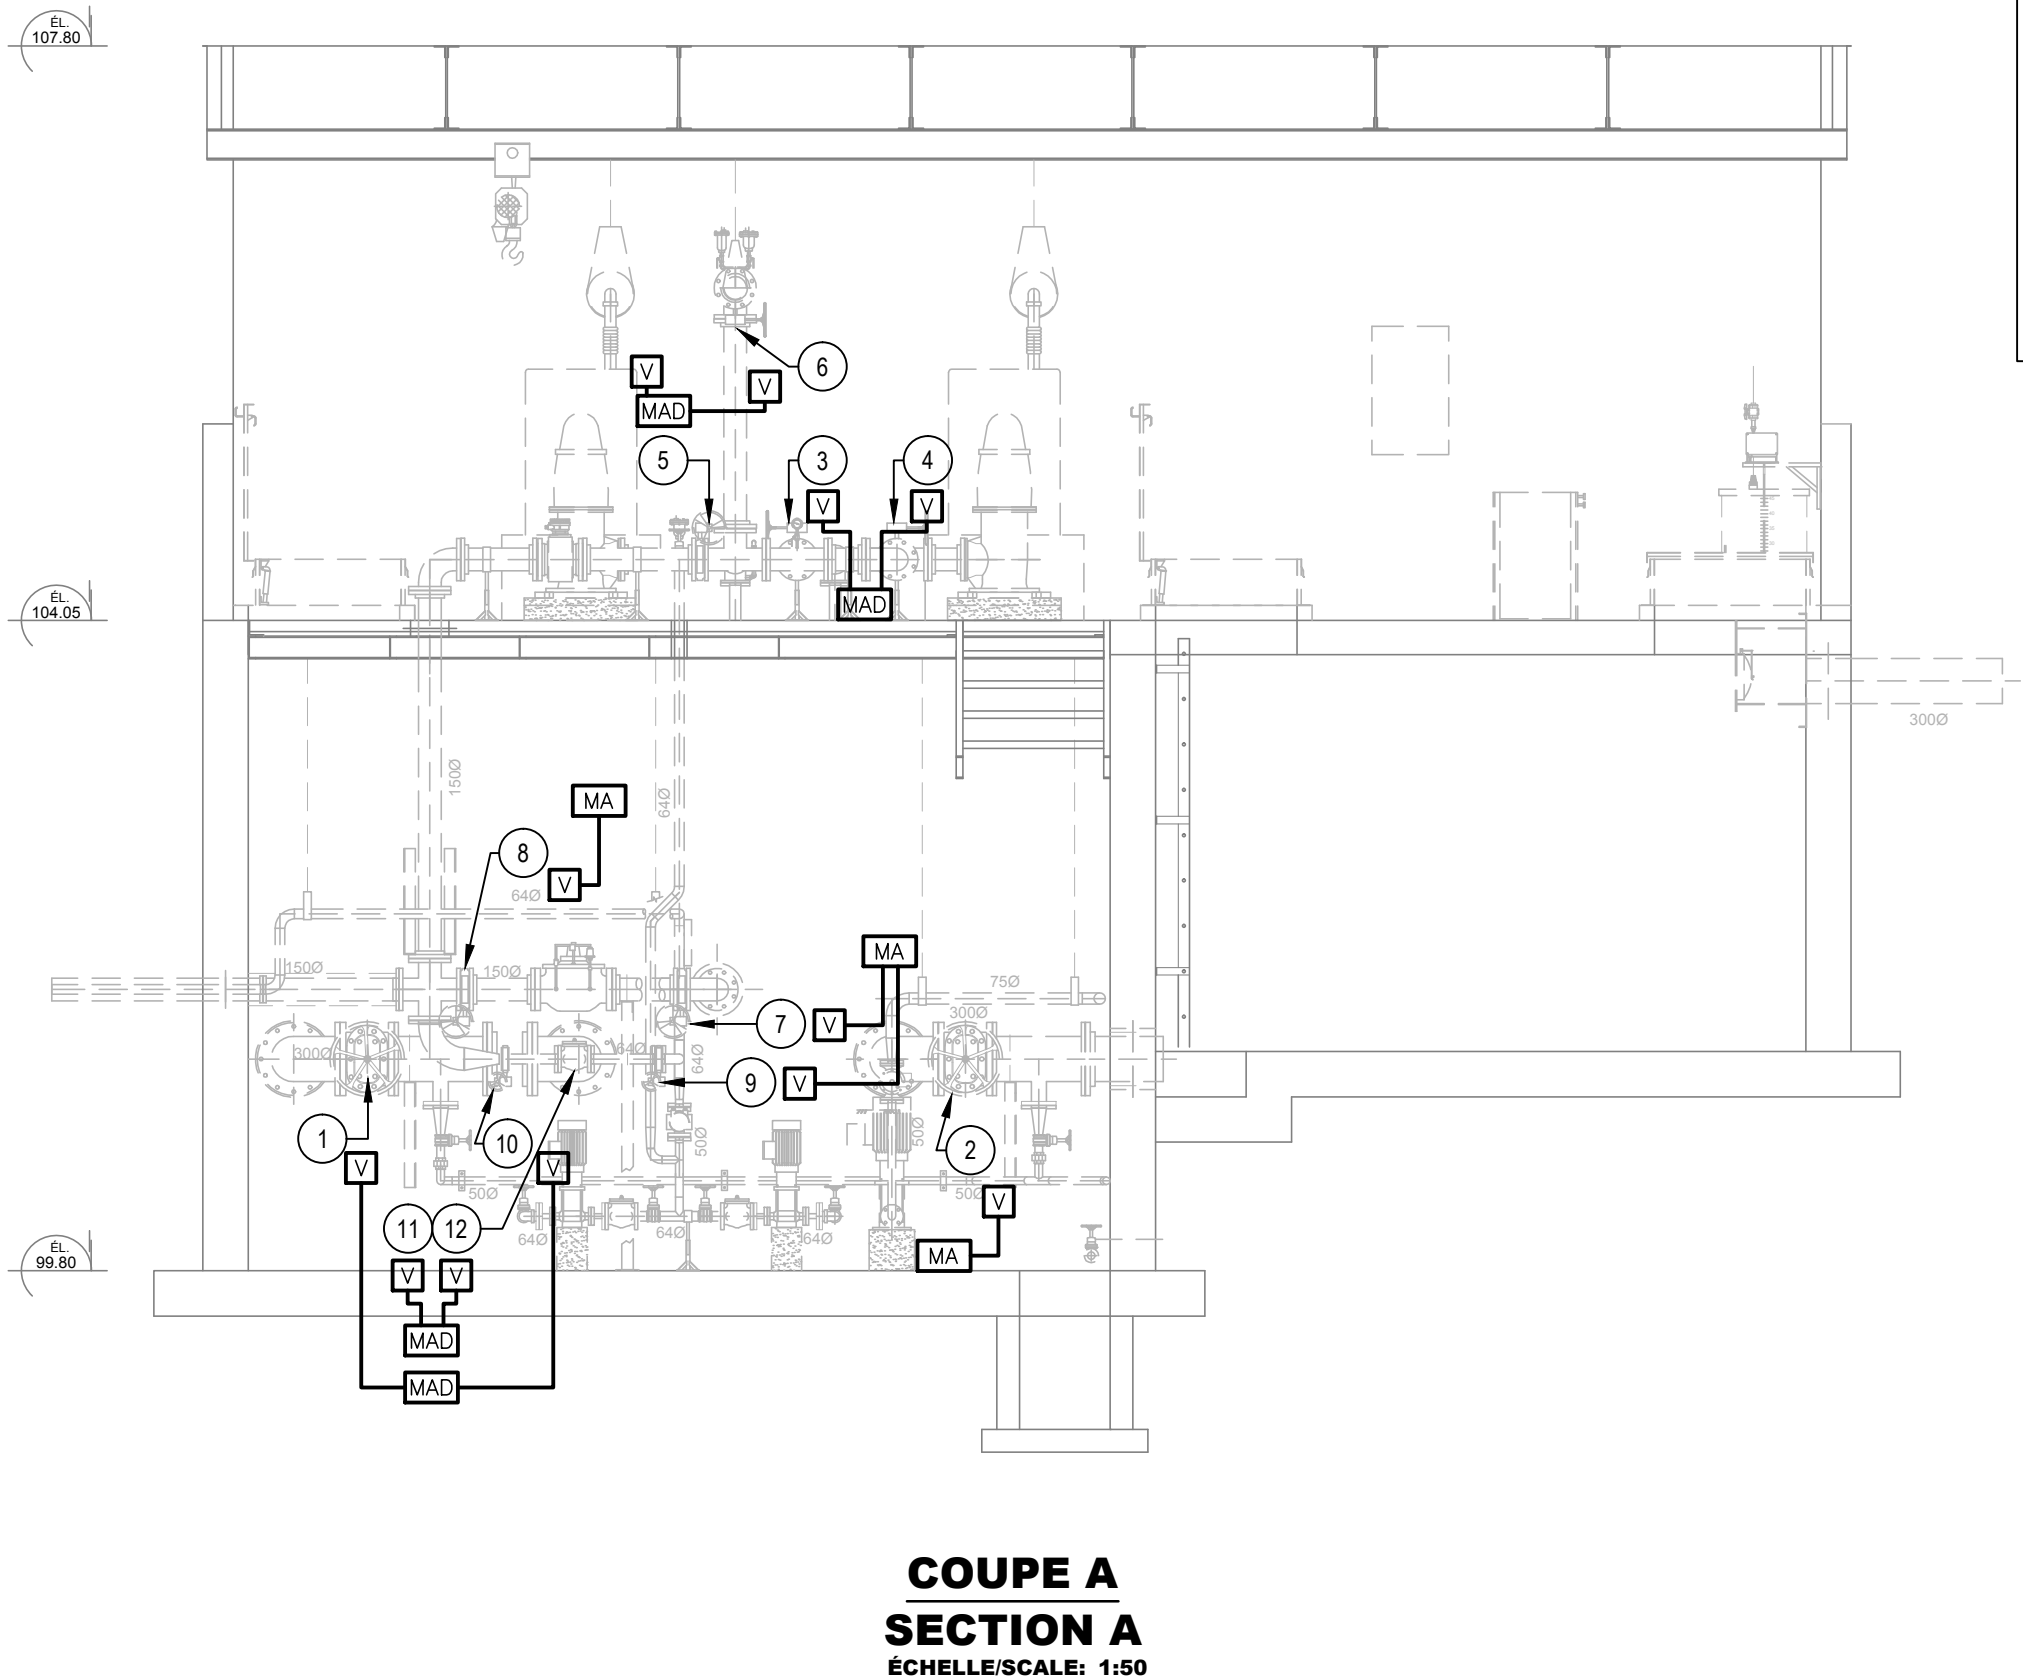 ÉL.
107.80
6
V
V
MAD
5
3
4
V
V
MAD
ÉL.
104.05
300Ø
150Ø
64Ø
MA
8
V
64Ø
MA
150Ø
150Ø
75Ø
300Ø
7
V
300Ø
64Ø
64Ø
9
V
1
10
50Ø
50Ø
2
V
V
50Ø
50Ø
V
11
12
64Ø
64Ø
64Ø
MA
ÉL.
99.80
V
V
MAD
MAD
COUPE A
SECTION A
ÉCHELLE/SCALE: 1:50